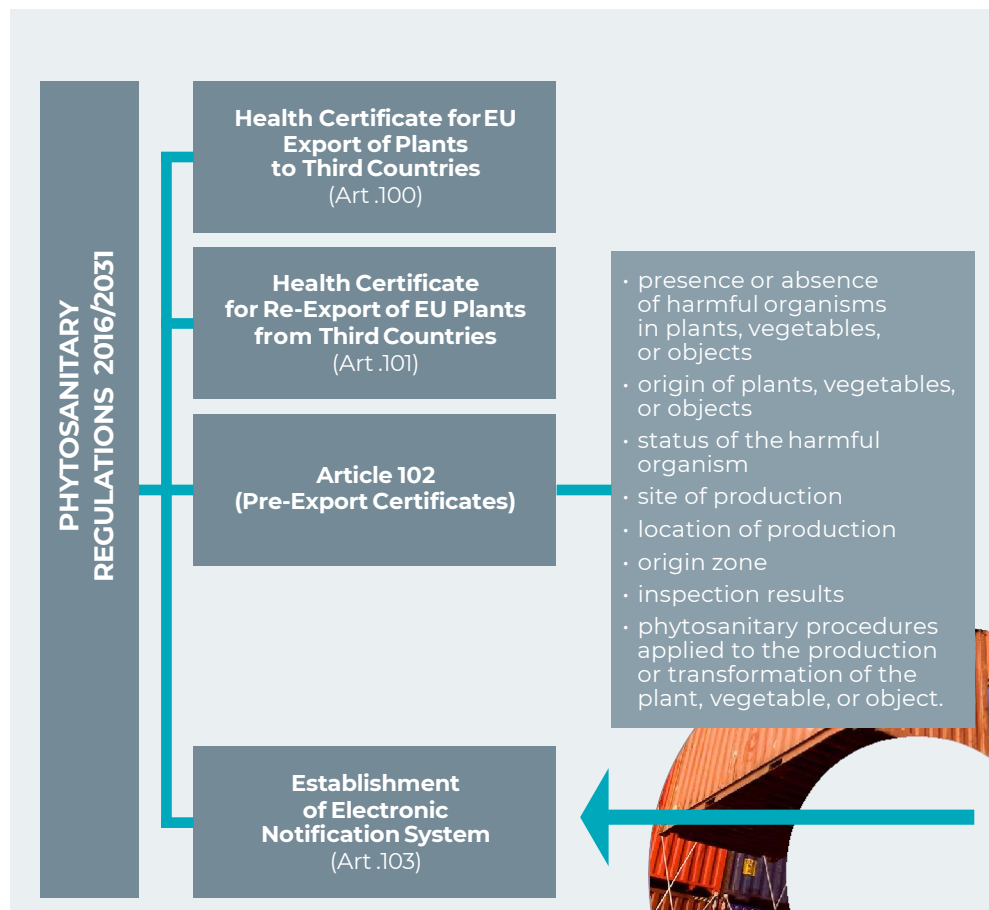 PHYTOSANITARY
REGULATIONS 2016/2031
Health Certificate for EU
Export of Plants
to Third Countries
(Art .100)
Health Certificate
for Re-Export of EU Plants
from Third Countries
(Art .101)
Article 102
(Pre-Export Certificates)
• presence or absence
of harmful organisms
in plants, vegetables,
or objects
• origin of plants, vegetables,
or objects
• status of the harmful
organism
• site of production
• location of production
• origin zone
• inspection results
• phytosanitary procedures
applied to the production
or transformation of the
plant, vegetable, or object.
Establishment
of Electronic
Notification System
(Art .103)